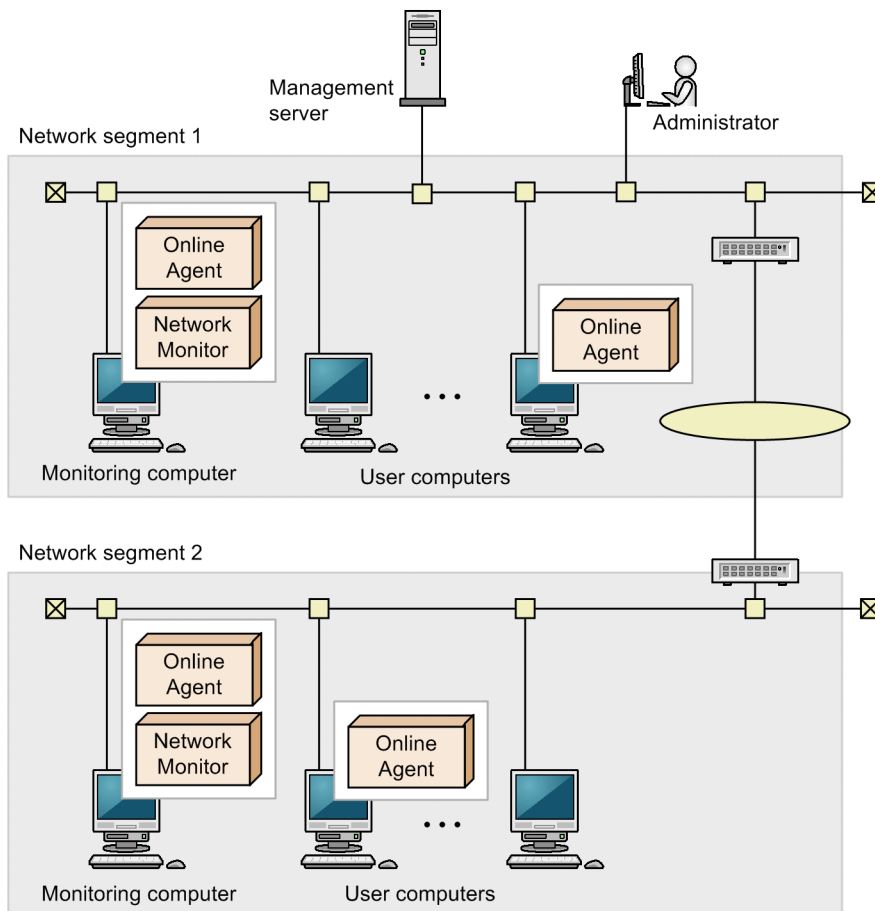 Management
server
Administrator
Network segment 1
Online
Agent
Network
Monitor
Online
Agent
...
Monitoring computer
User computers
Network segment 2
Online
Agent
Network
Monitor
Online
Agent
...
Monitoring computer
User computers